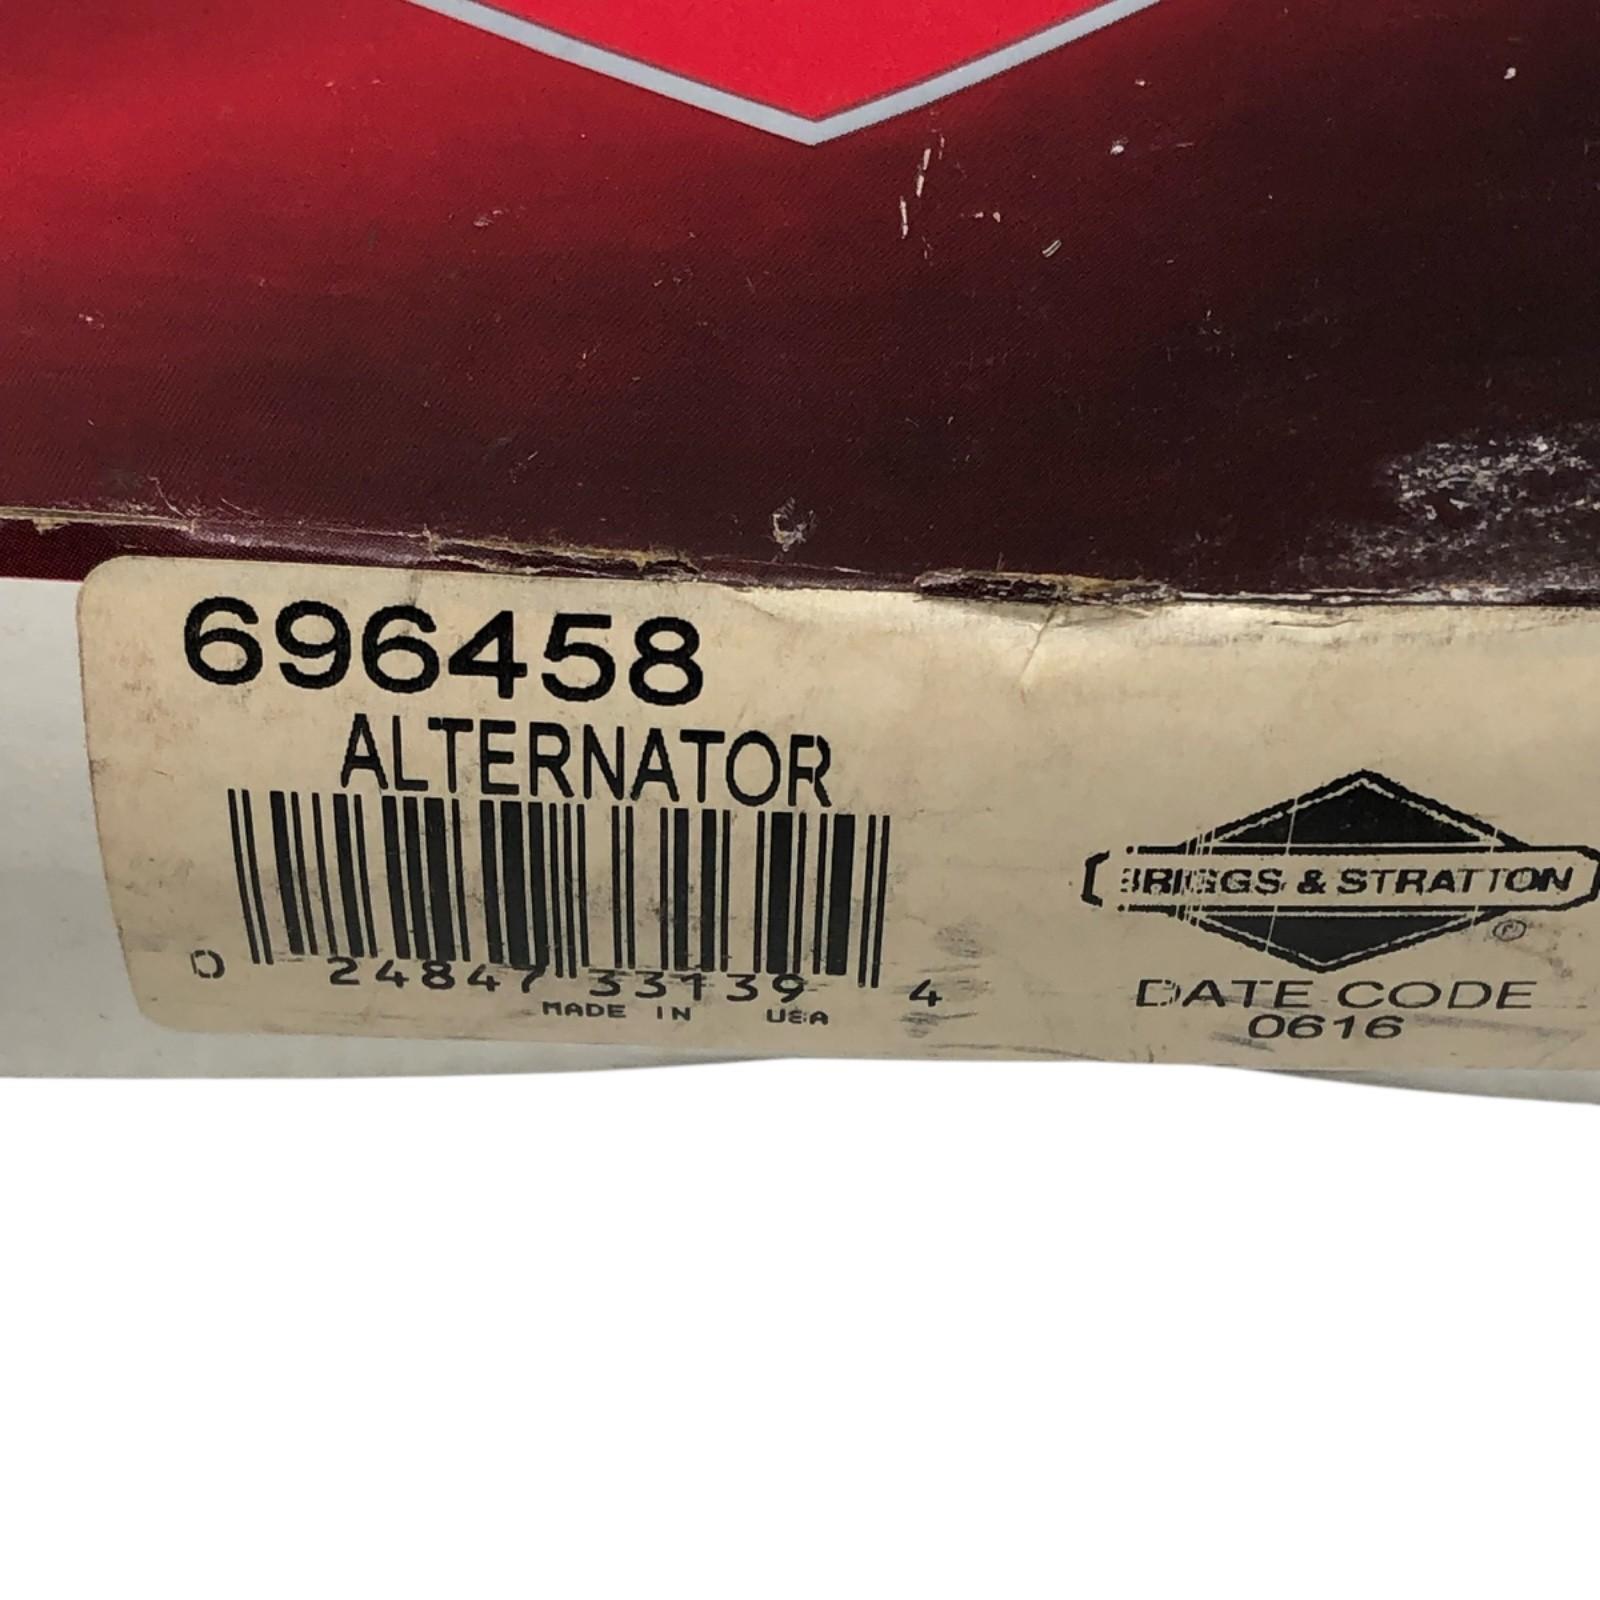 696458
ALTERNATOR
0 24847 33139 4
MADE IN USA
BRIGGS & STRATTON
®
DATE CODE
0616